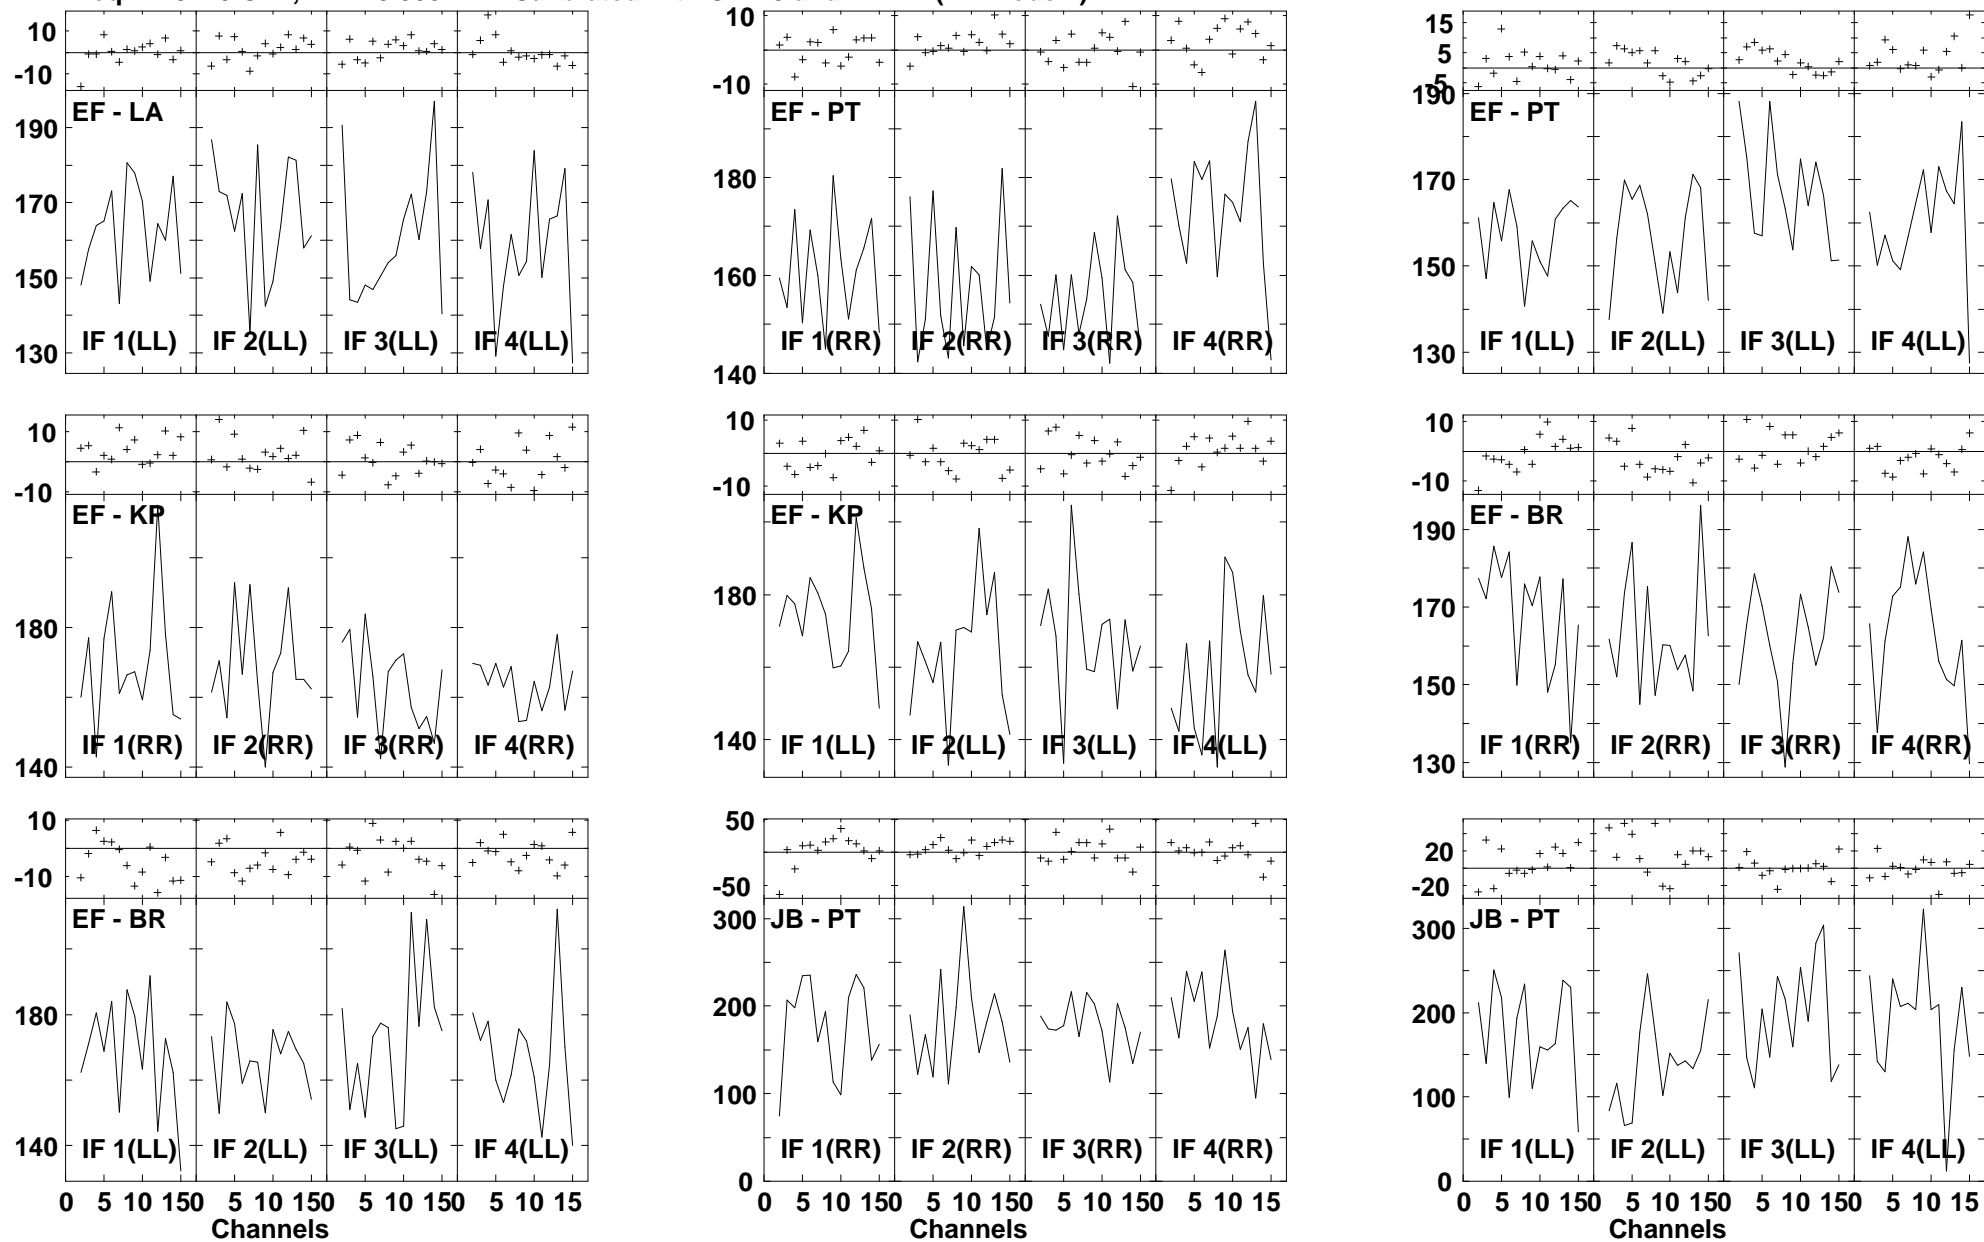 10 10 15
5
-10 -10 -5
EF - LA EF - PT 190 EF - PT
190
180 170
170
160 150
150
130 IF 1(LL) IF 2(LL) IF 3(LL) IF 4(LL) IF 1(RR) IF 2(RR) IF 3(RR) IF 4(RR) 130 IF 1(LL) IF 2(LL) IF 3(LL) IF 4(LL)
140
10 10 10
-10 -10 -10
EF - KP EF - KP EF - BR
190
180 180 170
150
IF 1(RR) IF 2(RR) IF 3(RR) IF 4(RR) IF 1(LL) IF 2(LL) IF 3(LL) IF 4(LL) IF 1(RR) IF 2(RR) IF 3(RR) IF 4(RR)
140 140 130
10 50 20
-10 -50 -20
EF - BR JB - PT JB - PT
300 300
180 200 200
100 100
140 IF 1(LL) IF 2(LL) IF 3(LL) IF 4(LL) IF 1(RR) IF 2(RR) IF 3(RR) IF 4(RR) IF 1(LL) IF 2(LL) IF 3(LL) IF 4(LL)
0 0
0 5 10 150 5 10 150 5 10 150 5 10 15 0 5 10 150 5 10 150 5 10 150 5 10 15 0 5 10 150 5 10 150 5 10 150 5 10 15
Channels Channels Channels